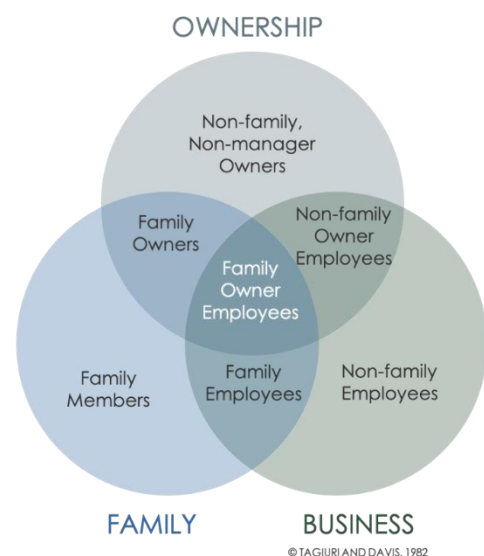 OWNERSHIP
Non-family,
Non-manager
Owners
Family
Owners
Non-family
Owner
Employees
Family
Owner
Employees
Family
Members
Family
Employees
Non-family
Employees
FAMILY
BUSINESS
© TAGIURI AND DAVIS, 1982